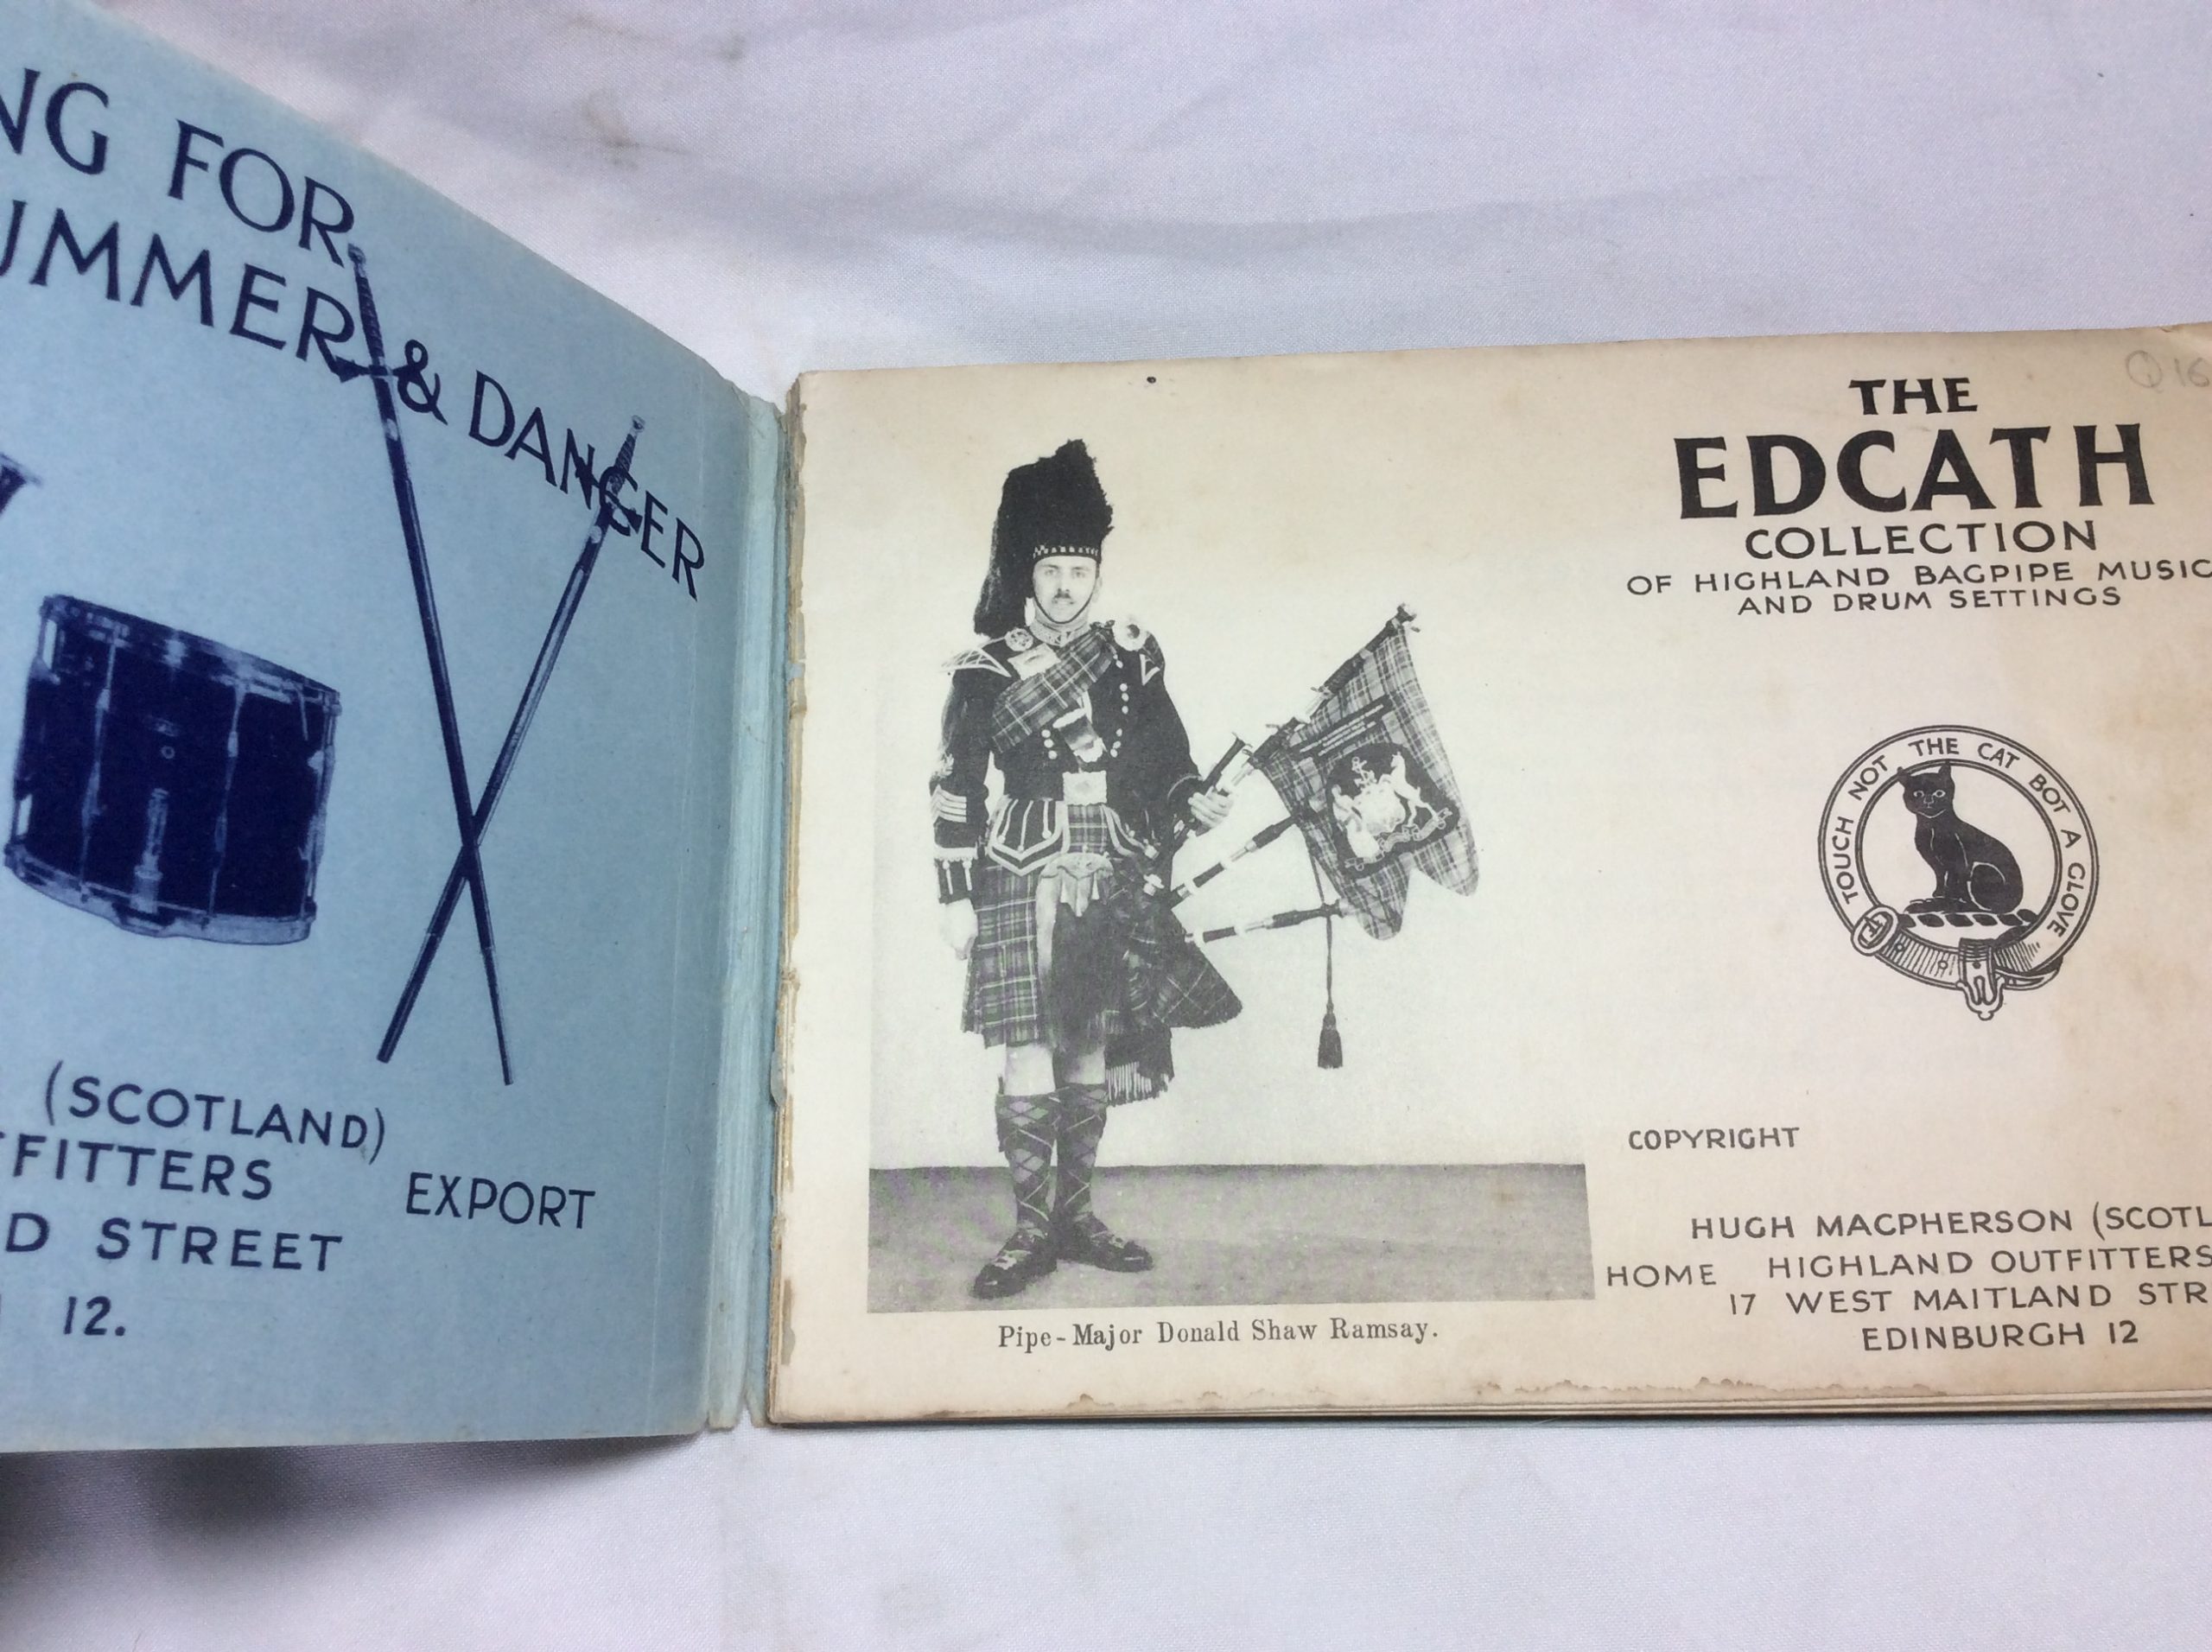 NG FOR
UMMER & DANCER
(SCOTLAND)
FITTERS
EXPORT
D STREET
12.
Pipe-Major Donald Shaw Ramsay.
Q16
THE
EDCATH
COLLECTION
OF HIGHLAND BAGPIPE MUSIC
AND DRUM SETTINGS
TOUCH NOT THE CAT BOT A GLOVE
COPYRIGHT
HUGH MACPHERSON (SCOTL
HOME HIGHLAND OUTFITTERS
17 WEST MAITLAND STR
EDINBURGH 12